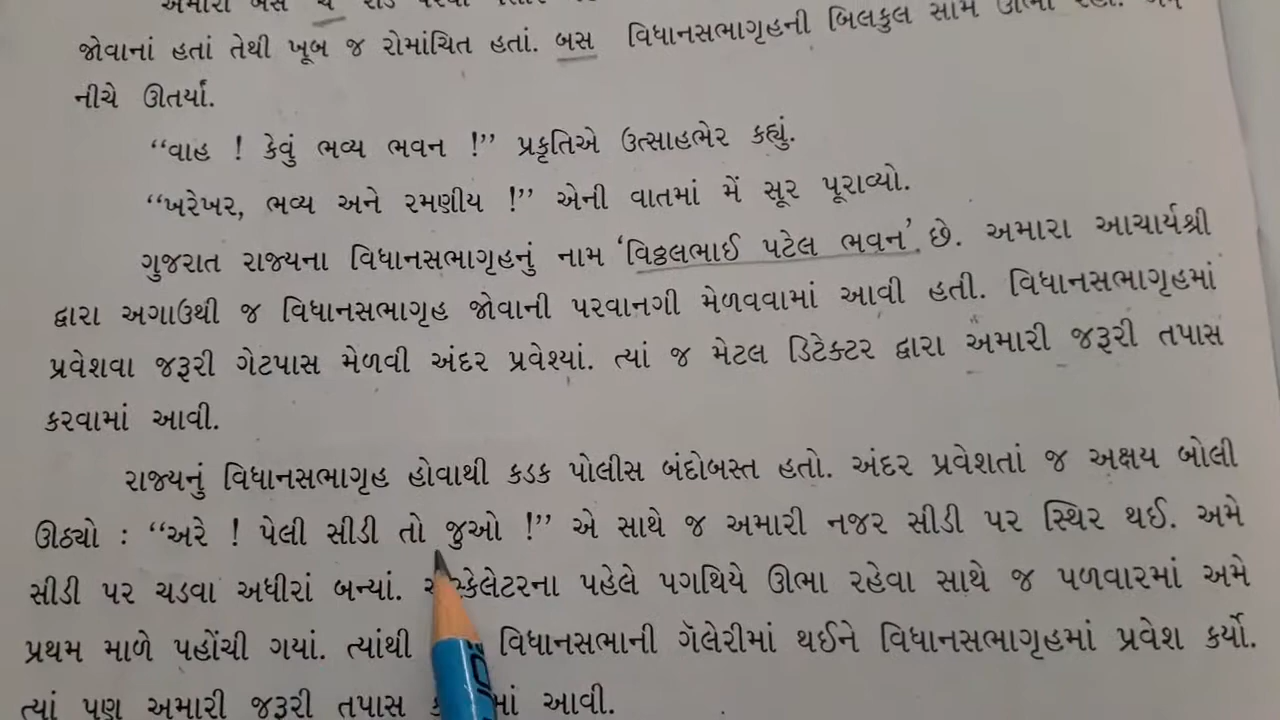 અમારી બસ
જોવાનાં હતાં તેથી ખૂબ જ રોમાંચિત હતાં. બસ વિધાનસભાગૃહની બિલકુલ સામે
નીચે ઊતર્યાં.
“વાહ ! કેવું ભવ્ય ભવન !” પ્રકૃતિએ ઉત્સાહભેર કહ્યું.
“ખરેખર, ભવ્ય અને રમણીય !” એની વાતમાં મેં સૂર પૂરાવ્યો.
ગુજરાત રાજ્યના વિધાનસભાગૃહનું નામ ‘વિઠ્ઠલભાઈ પટેલ ભવન’ છે. અમારા આચાર્યશ્રી
દ્વારા અગાઉથી જ વિધાનસભાગૃહ જોવાની પરવાનગી મેળવવામાં આવી હતી. વિધાનસભાગૃહમાં
પ્રવેશવા જરૂરી ગેટપાસ મેળવી અંદર પ્રવેશ્યાં. ત્યાં જ મેટલ ડિટેક્ટર દ્વારા અમારી જરૂરી તપાસ
કરવામાં આવી.
રાજ્યનું વિધાનસભાગૃહ હોવાથી કડક પોલીસ બંદોબસ્ત હતો. અંદર પ્રવેશતાં જ અક્ષય બોલી
ઊઠ્યો : “અરે ! પેલી સીડી તો જુઓ !” એ સાથે જ અમારી નજર સીડી પર સ્થિર થઈ. અમે
સીડી પર ચડવા અધીરાં બન્યાં. પહેલે પગથિયે ઊભા રહેવા સાથે જ પળવારમાં અમે
પ્રથમ માળે પહોંચી ગયાં. ત્યાંથી વિધાનસભાની ગૅલેરીમાં થઈને વિધાનસભાગૃહમાં પ્રવેશ કર્યો.
ત્યાં પણ અમારી જરૂરી તપાસ આવી.